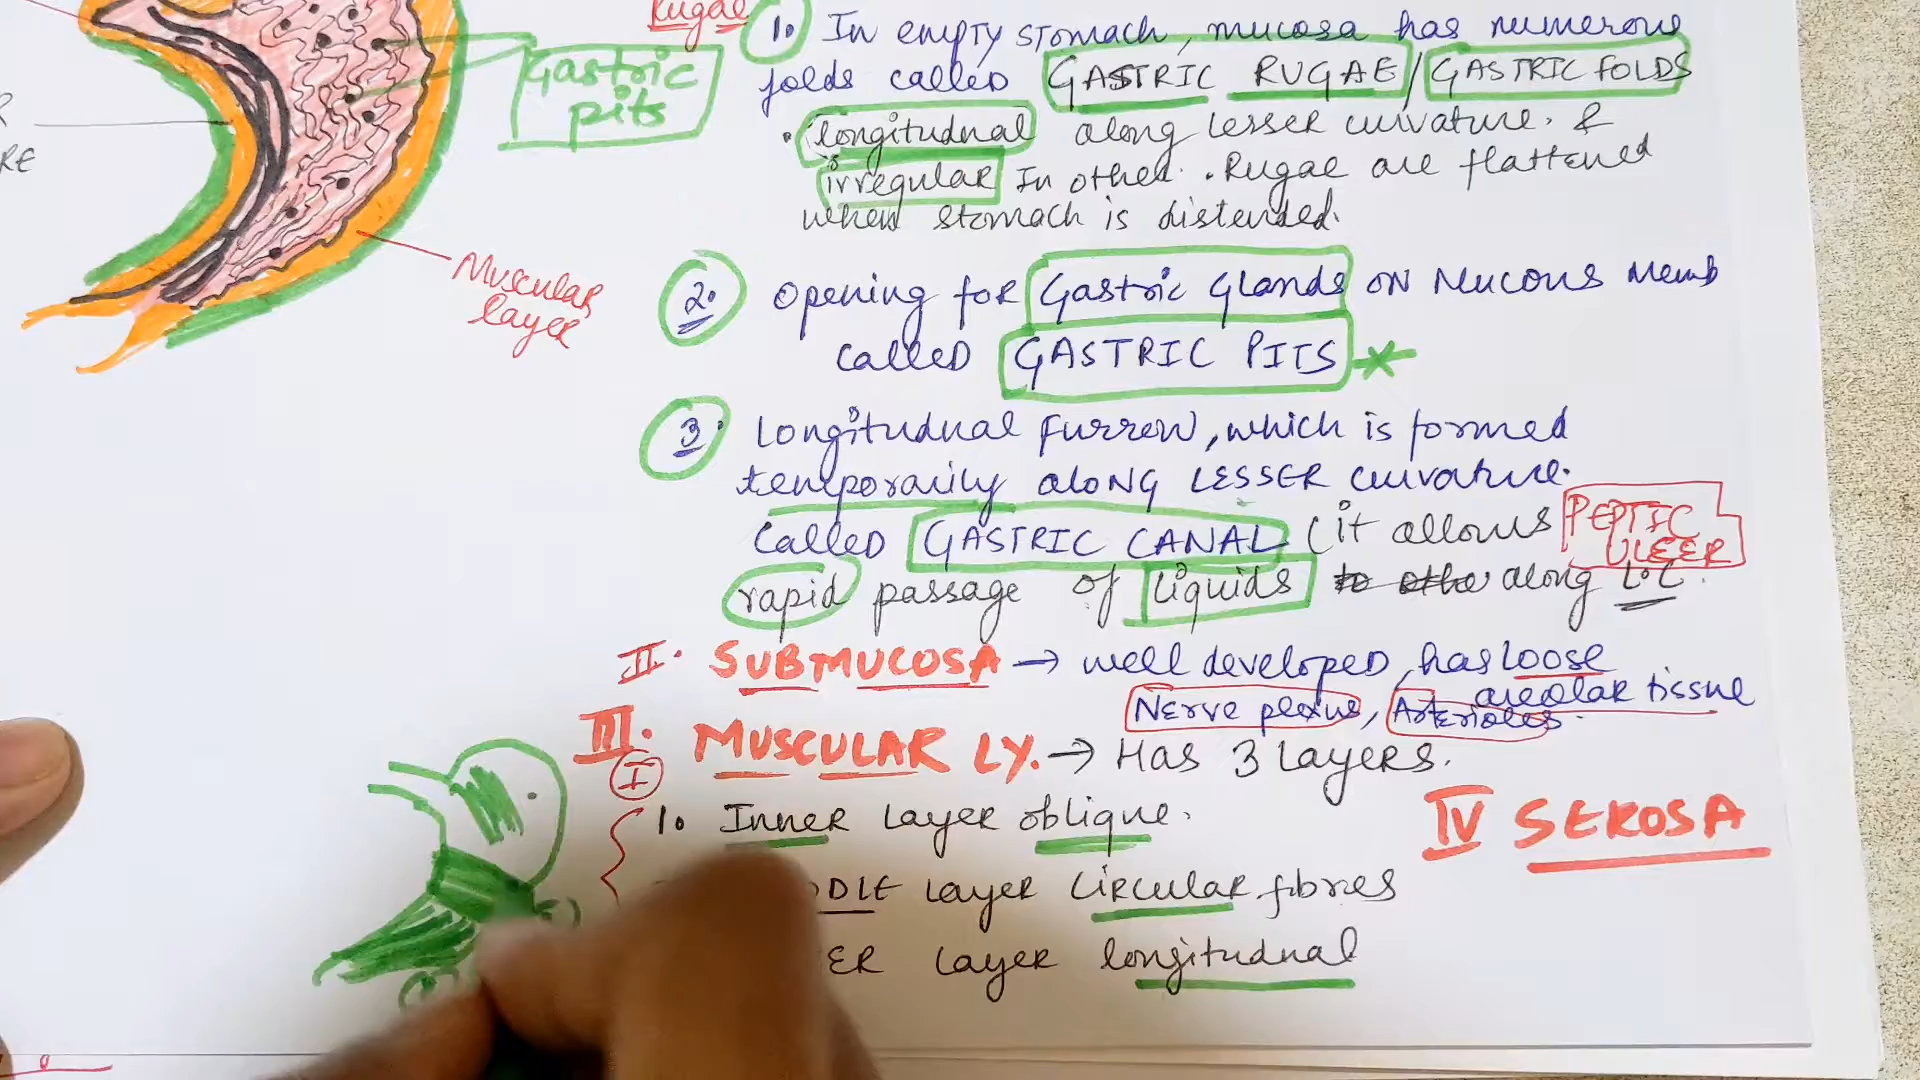 Rugae
Gastric
pits
R
RE
Muscular
layer
1. In empty stomach, mucosa has numerous
folds called GASTRIC RUGAE / GASTRIC FOLDS
. longitudnal along lesser curvature. &
irregular In other. . Rugae are flattened
when stomach is distended.
2. Opening for Gastric Glands ON Mucous Memb
called GASTRIC PITS
3. Longitudnal Furrow, which is formed
temporarily along LESSER curvature.
called GASTRIC CANAL (it allows PEPTIC
ULCER
rapid passage of liquids along L.C.
II. SUBMUCOSA → well developed, has Loose
areolar tissue
Nerve plexus, Arterioles.
III. MUSCULAR LY. → Has 3 Layers.
I
1. Inner Layer oblique.
DDLE Layer Circular fibres
ER Layer longitudnal
IV SEROSA